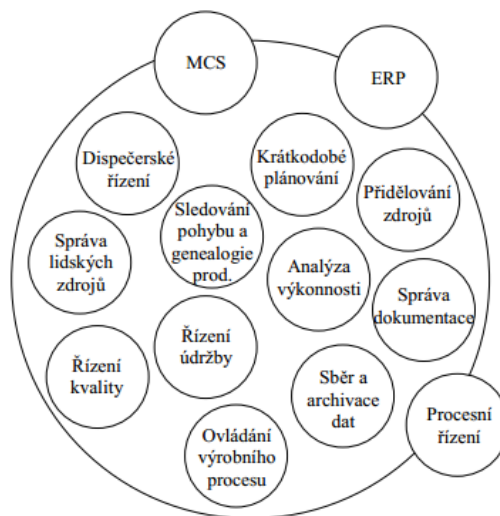 MCS
ERP
Dispečerské
řízení
Krátkodobé
plánování
Přidělování
zdrojů
Sledování
pohybu a
genealogie
prod.
Správa
lidských
zdrojů
Analýza
výkonnosti
Správa
dokumentace
Řízení
údržby
Řízení
kvality
Sběr a
archivace
dat
Procesní
řízení
Ovládání
výrobního
procesu